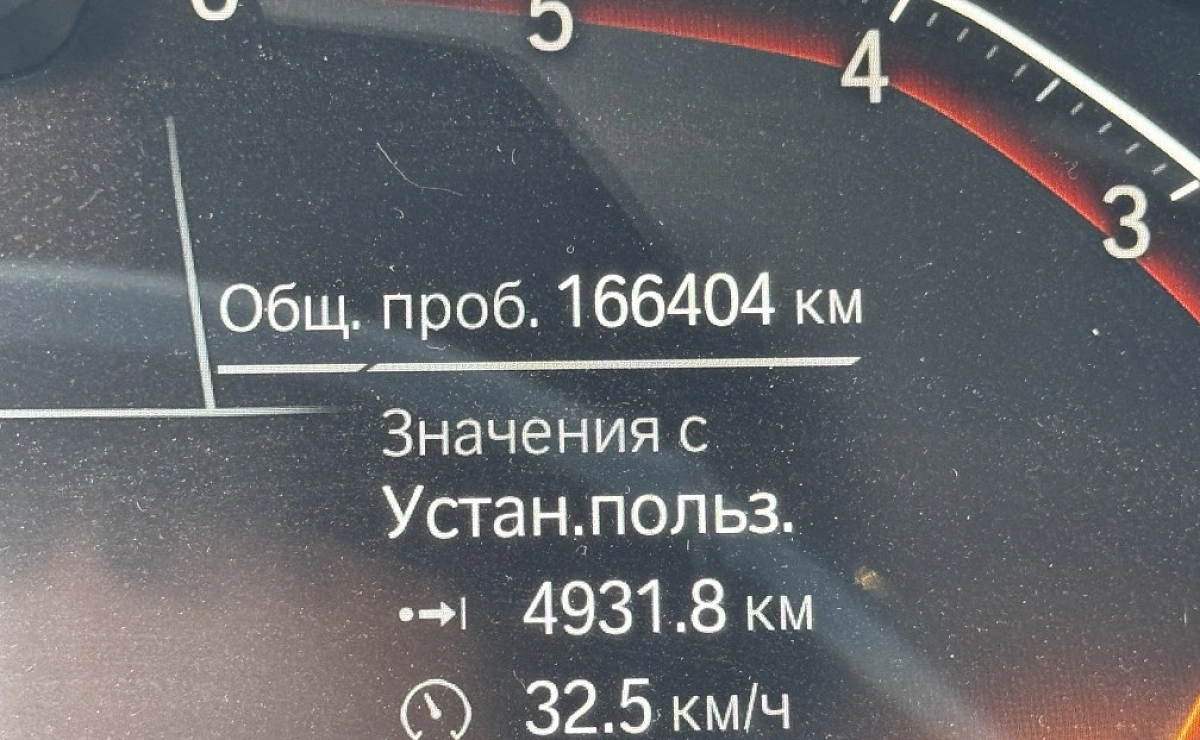 5
4
3
Общ. проб. 166404 км
Значения с
Устан.польз.
4931.8 км
32.5 км/ч